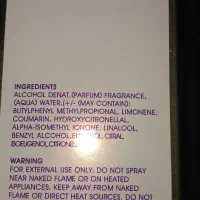 INGREDIENTS
ALCOHOL DENAT,(PARFUM) FRAGRANCE,
(AQUA) WATER,(+/- (MAY CONTAIN):
BUTYLPHENYL METHYLPROPIONAL, LIMONENE,
COUMARIN, HYDROXYCITRONELLAL,
ALPHA-ISOMETHYL IONONE, LINALOOL,
BENZYL ALCOHOL, CITRAL,
WARNING
FOR EXTERNAL USE ONLY. DO NOT SPRAY
NEAR NAKED FLAME OR ON HEATED
APPLIANCES. KEEP AWAY FROM NAKED
FLAME OR DIRECT HEAT SOURCES. DO NOT